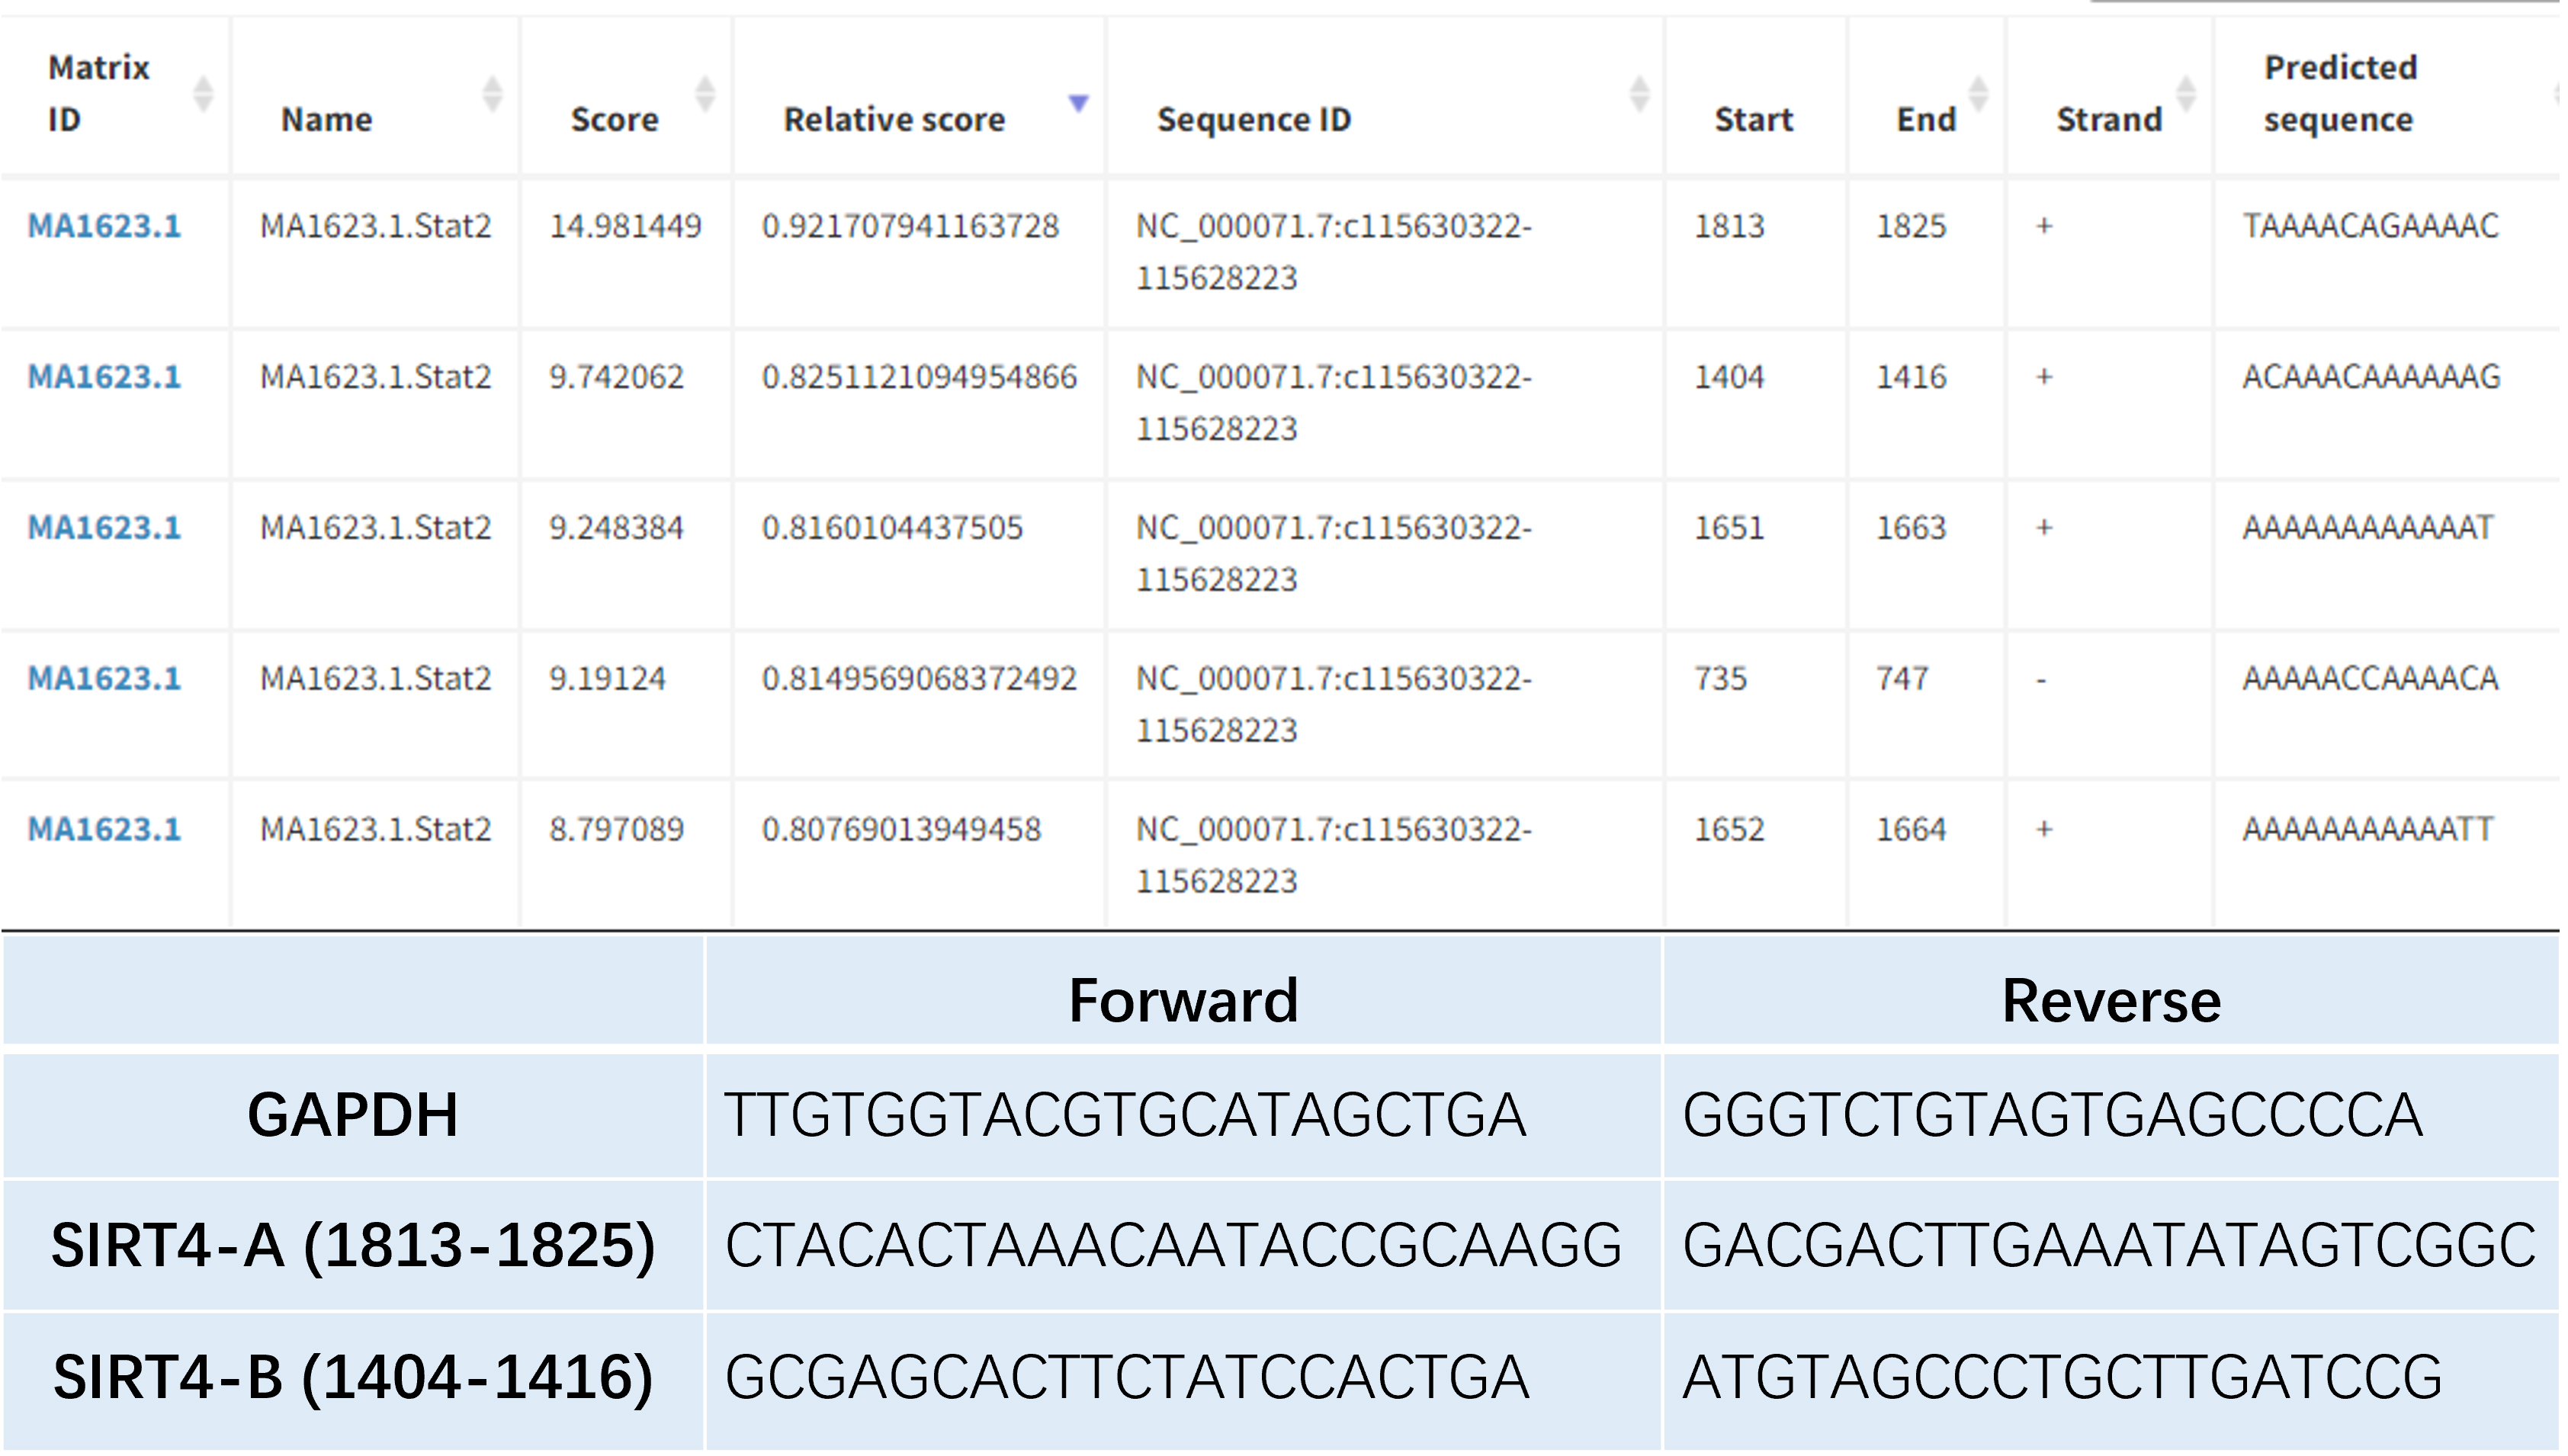 Matrix ID Name Score Relative score Sequence ID Start End Strand Predicted sequence
MA1623.1 MA1623.1.Stat2 14.981449 0.921707941163728 NC_000071.7:c115630322-115628223 1813 1825 + TAAAACAGAAAAC
MA1623.1 MA1623.1.Stat2 9.742062 0.8251121094954866 NC_000071.7:c115630322-115628223 1404 1416 + ACAAACAAAAAAG
MA1623.1 MA1623.1.Stat2 9.248384 0.8160104437505 NC_000071.7:c115630322-115628223 1651 1663 + AAAAAAAAAAAAT
MA1623.1 MA1623.1.Stat2 9.19124 0.8149569068372492 NC_000071.7:c115630322-115628223 735 747 - AAAAACCAAAACA
MA1623.1 MA1623.1.Stat2 8.797089 0.80769013949458 NC_000071.7:c115630322-115628223 1652 1664 + AAAAAAAAAAATT
Forward Reverse
GAPDH TTGTGGTACGTGCATAGCTGA GGGTCTGTAGTGAGCCCCA
SIRT4-A (1813-1825) CTACACTAAACAATACCGCAAGG GACGACTTGAAATATAGTCGGC
SIRT4-B (1404-1416) GCGAGCACTTCTATCCACTGA ATGTAGCCCTGCTTGATCCG